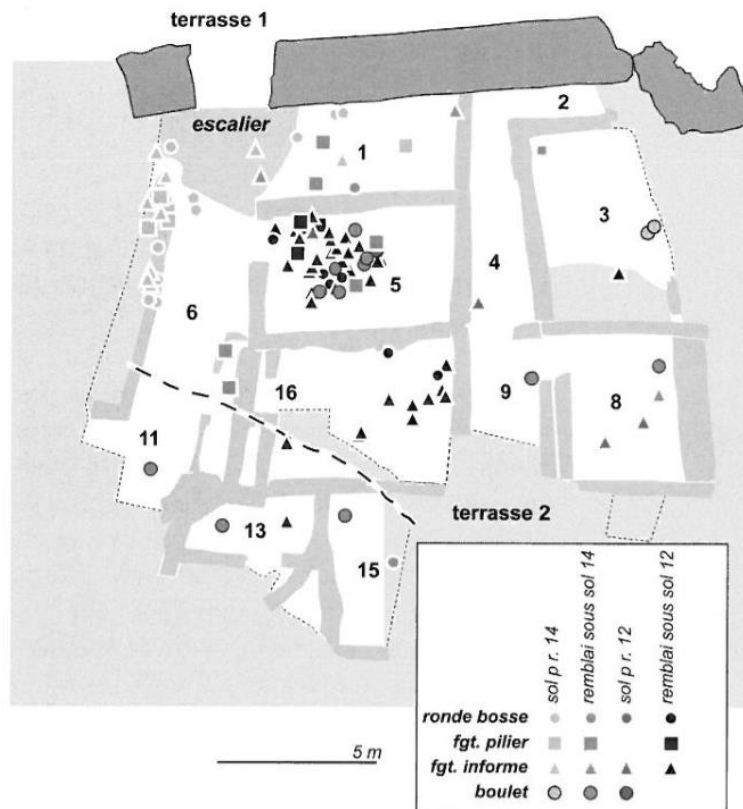 terrasse 1
escalier
1
2
3
4
5
6
16
9
8
11
13
15
terrasse 2
sol p r. 14
remblai sous sol 14
sol p r. 12
remblai sous sol 12
ronde bosse
fgt. pilier
fgt. informe
boulet
5 m